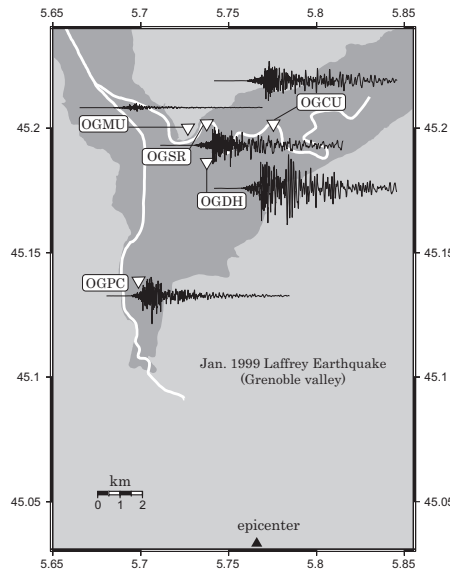 5.65 5.7 5.75 5.8 5.85
OGCU
OGMU
45.2 45.2
OGSR
OGDH
45.15 45.15
OGPC
Jan. 1999 Laffrey Earthquake
(Grenoble valley)
45.1 45.1
km
0 1 2
45.05 45.05
epicenter
5.65 5.7 5.75 5.8 5.85